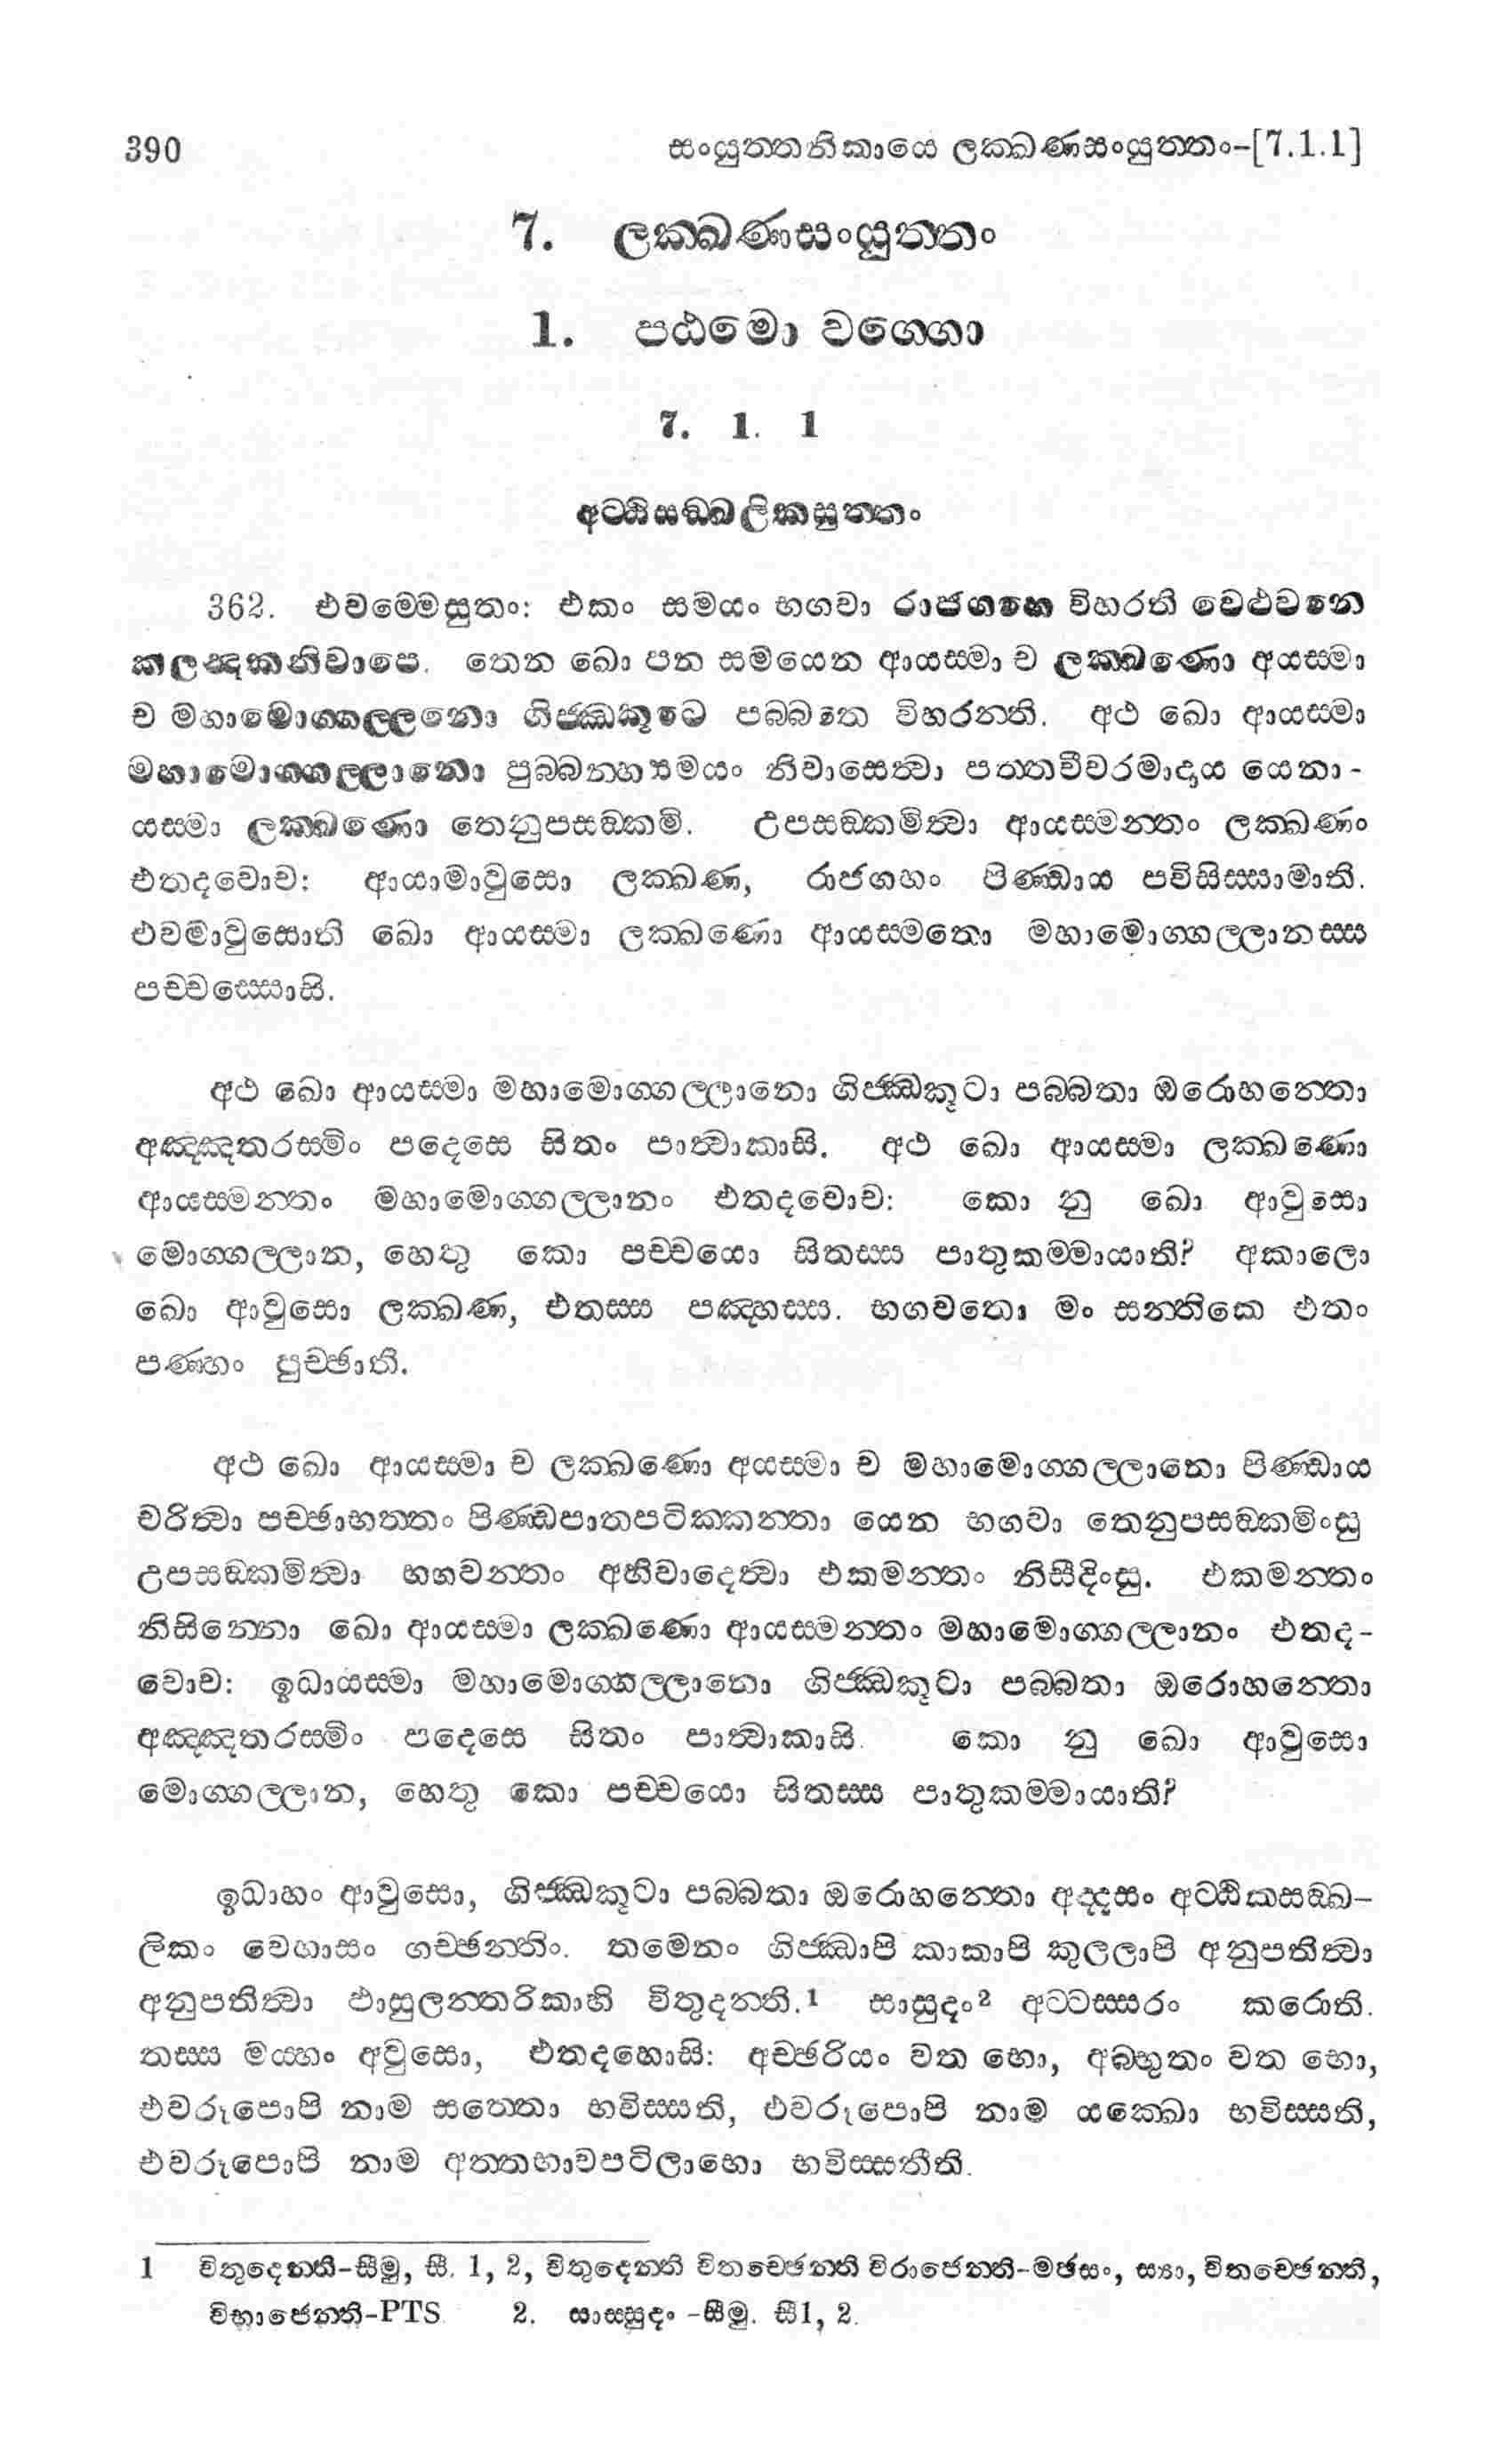 390 සංයුත්තනිකායෙ ලක්ඛණසංයුත්තං-[7.1.1]
7. ලක්ඛණසංයුත්තං
1. පඨමො වග්ගො
7. 1. 1
අට්ඨිසඞ්ඛලිකසුත්තං
362. එවම්මෙසුතං: එකං සමයං භගවා රාජගහෙ විහරති වෙළුවනෙ
කලන්දකනිවාපෙ. තෙන ඛො පන සමයෙන ආයස්මා ච ලක්ඛණො අයස්මා
ච මහාමොග්ගල්ලනො ගිජ්ඣකූටෙ පබ්බතෙ විහරන්ති. අථ ඛො ආයස්මා
මහාමොග්ගල්ලානො පුබ්බන්හසමයං නිවාසෙත්වා පත්තචීවරමාදාය යෙනා-
යස්මා ලක්ඛණො තෙනුපසඞ්කමි. උපසඞ්කමිත්වා ආයස්මන්තං ලක්ඛණං
එතදවොච: ආයාමාවුසො ලක්ඛණ, රාජගහං පිණ්ඩාය පවිසිස්සාමාති.
එවමාවුසොති ඛො ආයස්මා ලක්ඛණො ආයස්මතො මහාමොග්ගල්ලානස්ස
පච්චස්සොසි.
අථ ඛො ආයස්මා මහාමොග්ගල්ලානො ගිජ්ඣකූටා පබ්බතා ඔරොහන්තො
අඤ්ඤතරස්මිං පදෙසෙ සිතං පාත්වාකාසි. අථ ඛො ආයස්මා ලක්ඛණො
ආයස්මන්තං මහාමොග්ගල්ලානං එතදවොච: කො නු ඛො ආවුසො
මොග්ගල්ලාන, හෙතු කො පච්චයො සිතස්ස පාතුකම්මායාති? අකාලො
ඛො ආවුසො ලක්ඛණ, එතස්ස පඤ්හස්ස. භගවතො මං සන්තිකෙ එතං
පණ්හං පුච්ඡාති.
අථ ඛො ආයස්මා ච ලක්ඛණො අයස්මා ච මහාමොග්ගල්ලානො පිණ්ඩාය
චරිත්වා පච්ඡාභත්තං පිණ්ඩපාතපටික්කන්තා යෙන භගවා තෙනුපසඞ්කමිංසු
උපසඞ්කමිත්වා භගවන්තං අභිවාදෙත්වා එකමන්තං නිසීදිංසු. එකමන්තං
නිසින්නො ඛො ආයස්මා ලක්ඛණො ආයස්මන්තං මහාමොග්ගල්ලානං එතද-
වොච: ඉධායස්මා මහාමොග්ගල්ලානො ගිජ්ඣකූටා පබ්බතා ඔරොහන්තො
අඤ්ඤතරස්මිං පදෙසෙ සිතං පාත්වාකාසි. කො නු ඛො ආවුසො
මොග්ගල්ලාන, හෙතු කො පච්චයො සිතස්ස පාතුකම්මායාති?
ඉධාහං ආවුසො, ගිජ්ඣකූටා පබ්බතා ඔරොහන්තො අද්දසං අට්ඨිකසඞ්ඛ-
ලිකං වෙහාසං ගච්ඡන්තිං. තමෙනං ගිජ්ඣාපි කාකාපි කුලලාපි අනුපතිත්වා
අනුපතිත්වා ඵාසුලන්තරිකාභි විතුදන්ති.1 සාසුදං2 අට්ටස්සරං කරොති.
තස්ස මය්හං අවුසො, එතදහොසි: අච්ඡරියං වත භො, අබ්භුතං වත භො,
එවරූපොපි නාම සත්තො භවිස්සති, එවරූපොපි නාම යක්ඛො භවිස්සති,
එවරූපොපි නාම අත්තභාවපටිලාභො භවිස්සතීති.
1 විතුදෙන්ති-සීමු, සී. 1, 2, විතුදෙන්ති විතච්ඡෙන්ති විරාජෙන්ති-මඡසං, ස්‍යා, විතච්ඡෙන්ති,
විභාජෙන්ති-PTS 2. සාස්සුදං -සීමු. සී1, 2.